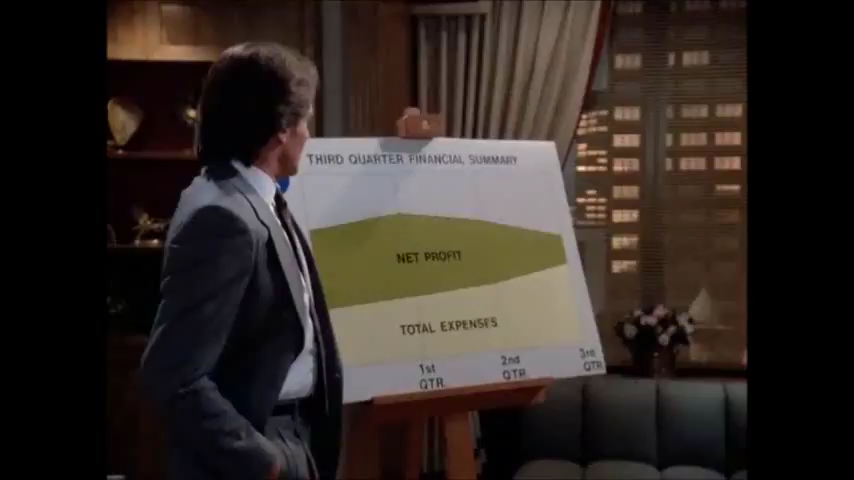 THIRD QUARTER FINANCIAL SUMMARY
NET PROFIT
TOTAL EXPENSES
1st QTR.
2nd QTR.
3rd QTR.